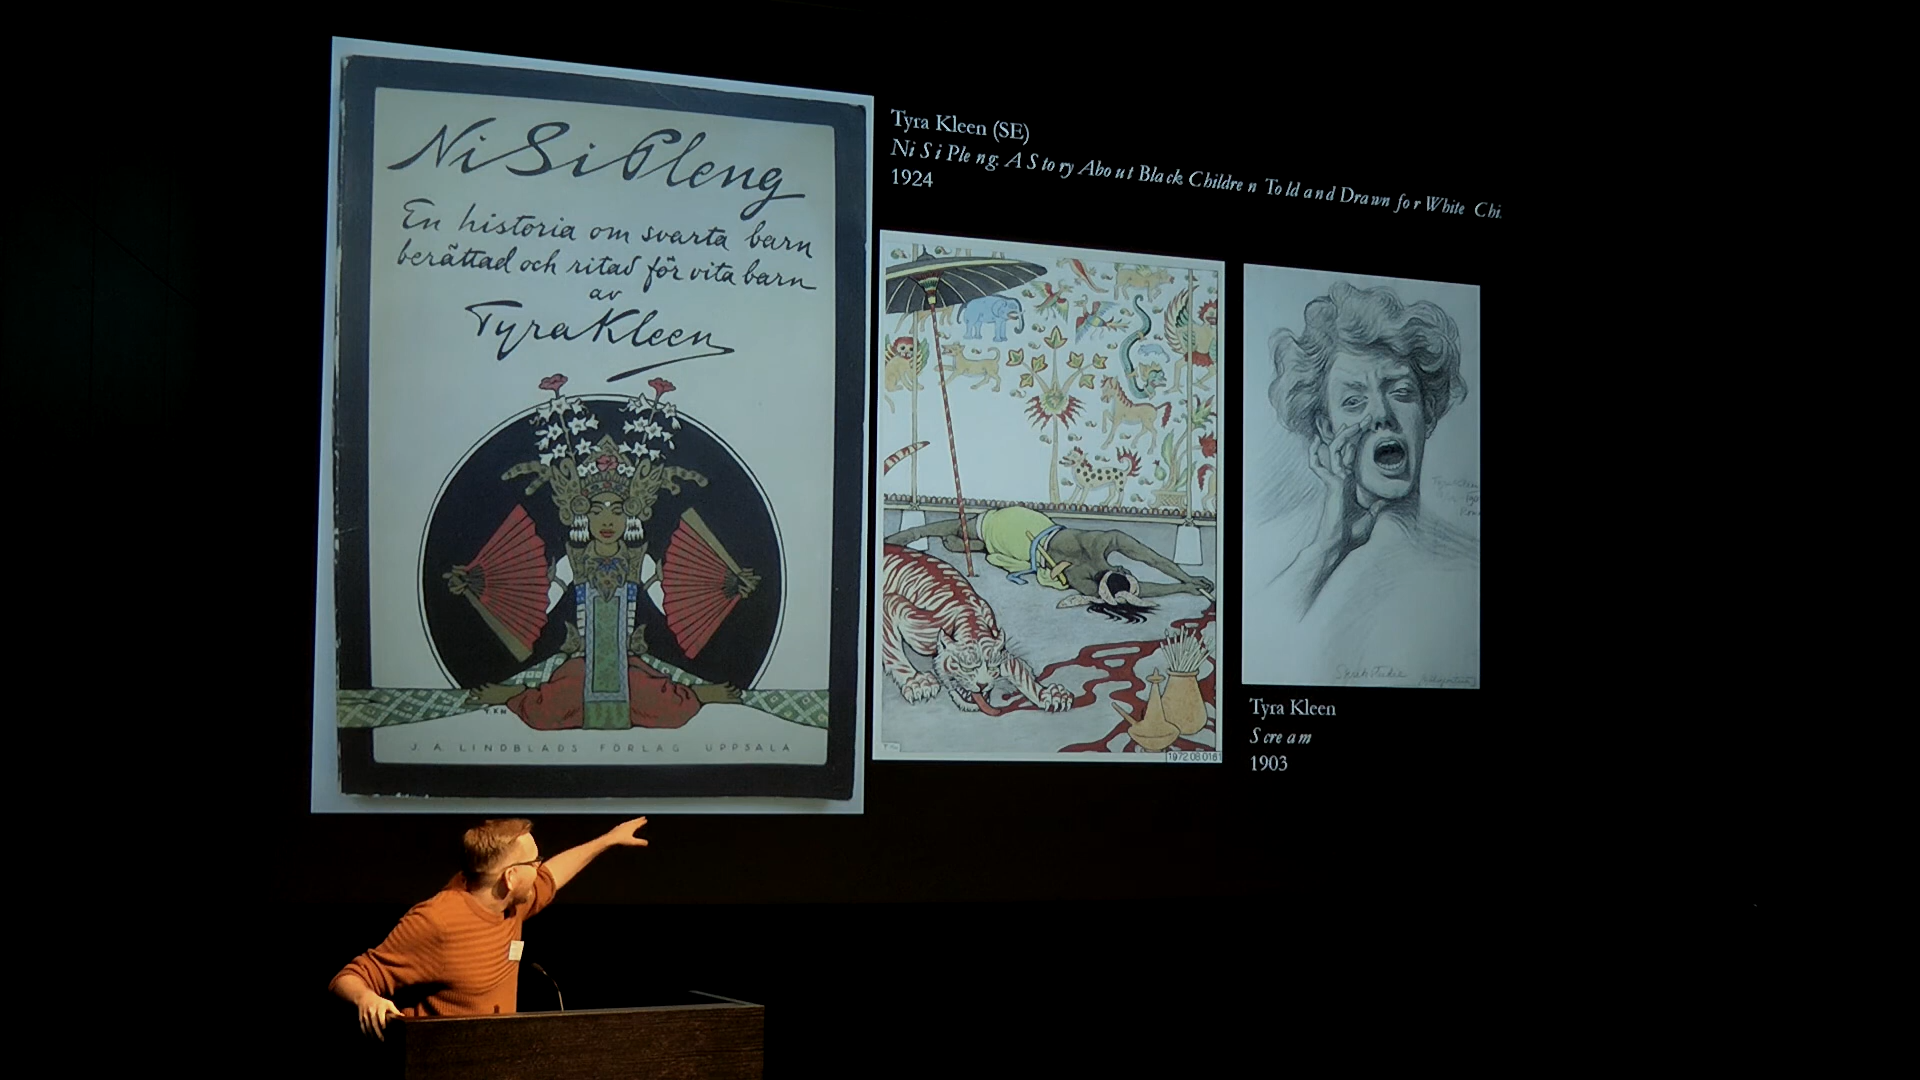 Ni Si Pleng
En historia om svarta barn
berättad och ritad för vita barn
av
Tyra Kleen
T. KN
J. A. LINDBLADS FÖRLAG UPPSALA
Tyra Kleen (SE)
Ni Si Pleng. A Story About Black Children Told and Drawn for White Chi
1924
1972.08.0161
Tyra Kleen
Scream
1903